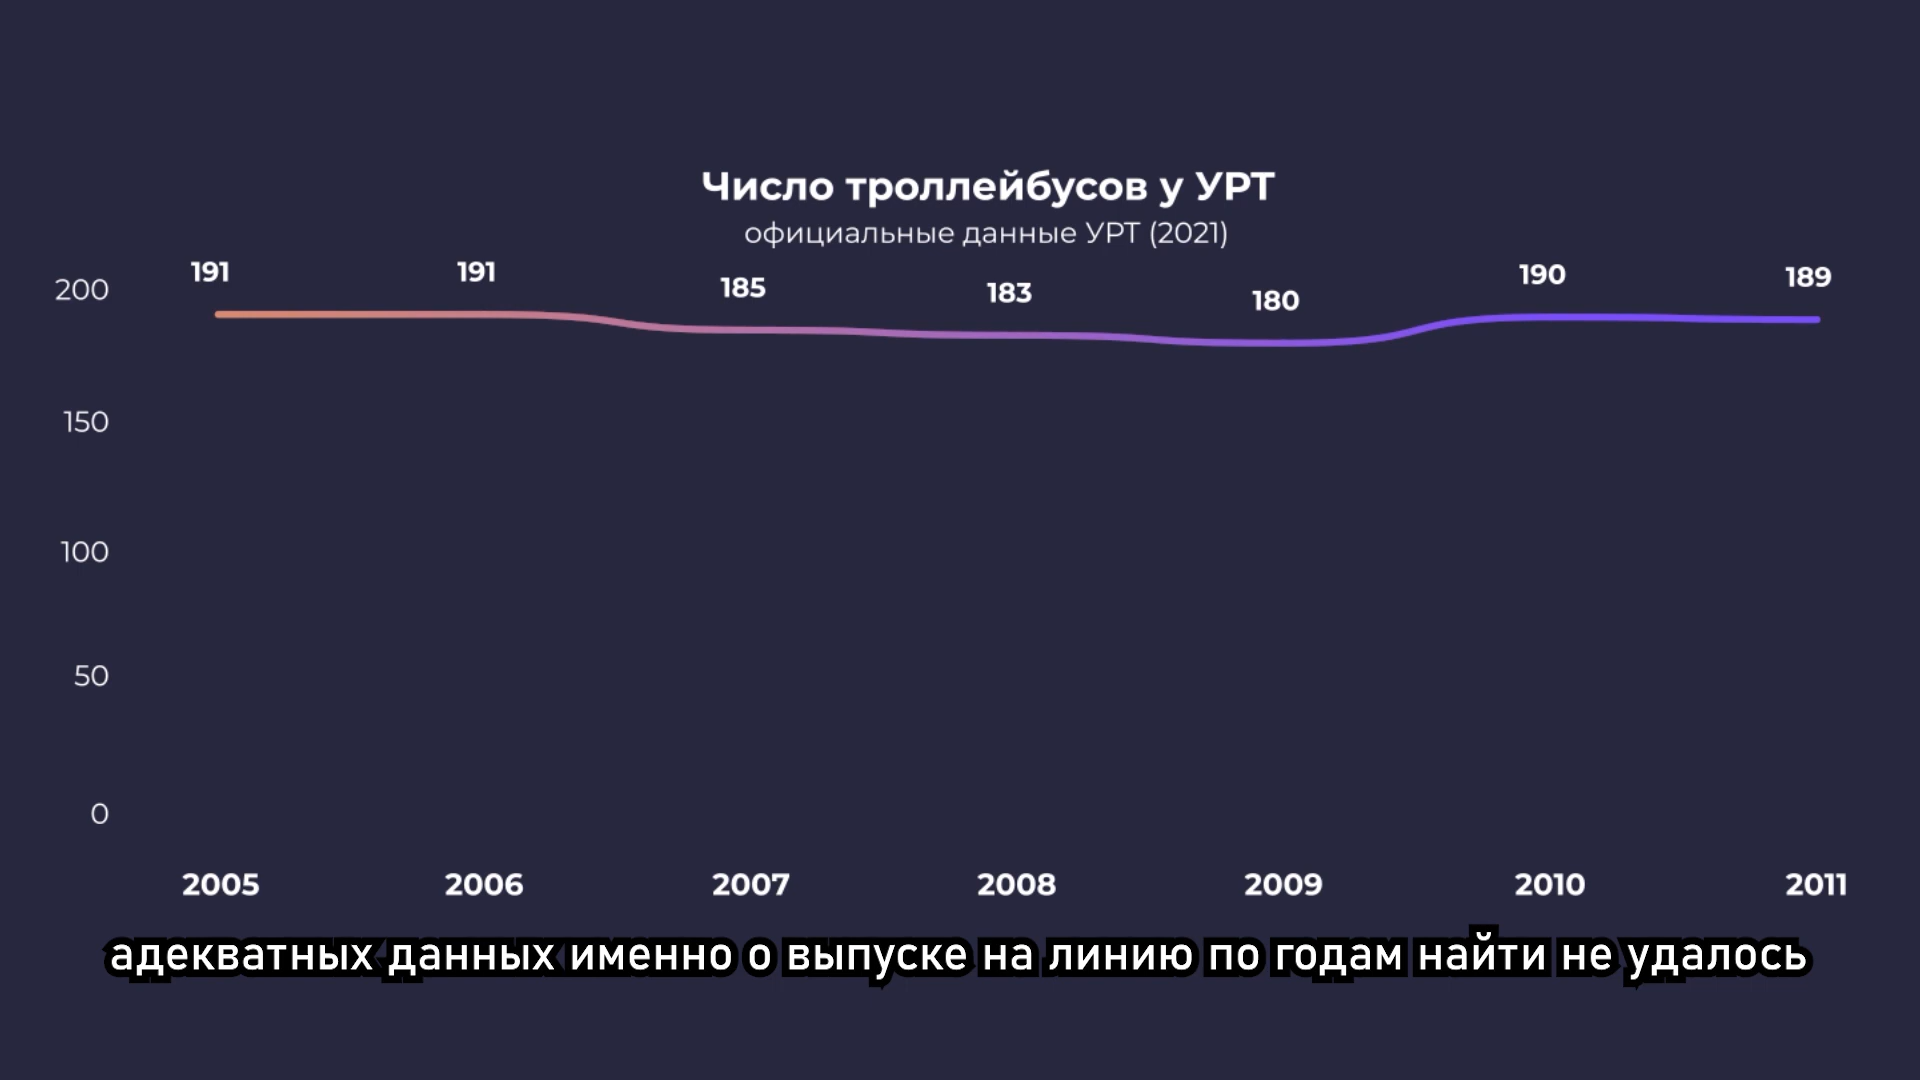 Число троллейбусов у УРТ
официальные данные УРТ (2021)
191 191 185 183 180 190 189
200
150
100
50
0
2005 2006 2007 2008 2009 2010 2011
адекватных данных именно о выпуске на линию по годам найти не удалось